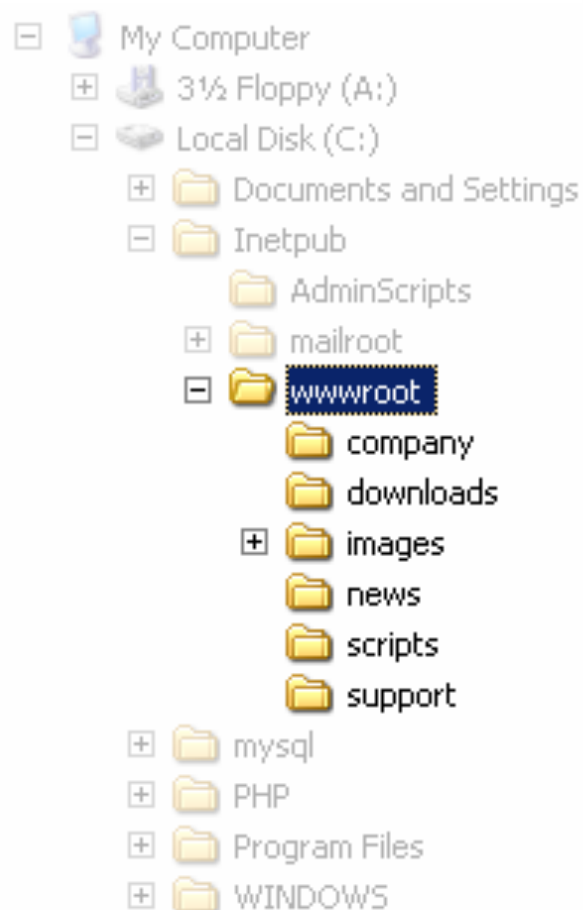 My Computer
3½ Floppy (A:)
Local Disk (C:)
Documents and Settings
Inetpub
AdminScripts
mailroot
wwwroot
company
downloads
images
news
scripts
support
mysql
PHP
Program Files
WINDOWS